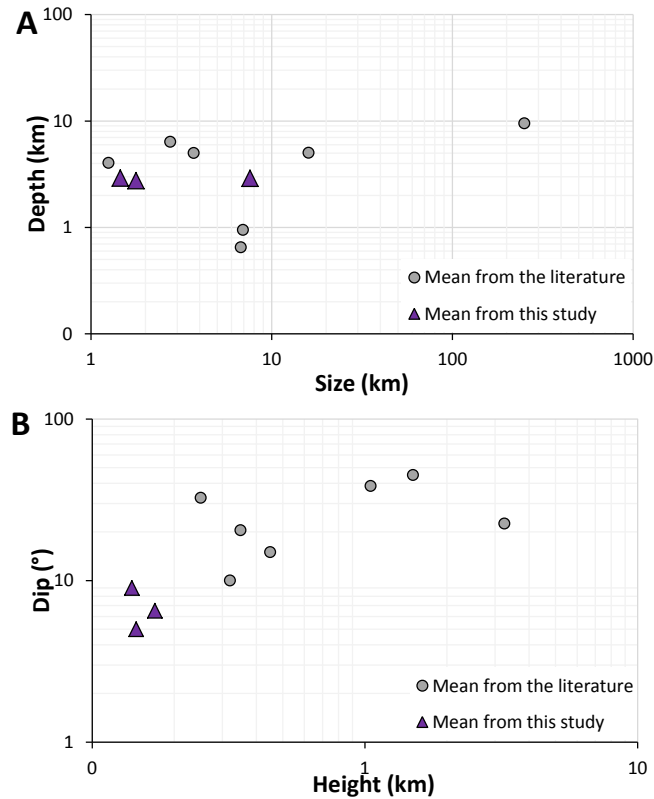 A
100
10
1
0
Depth (km)
Mean from the literature
Mean from this study
1
10
100
1000
Size (km)
B
100
10
1
Dip (°)
Mean from the literature
Mean from this study
0
1
10
Height (km)